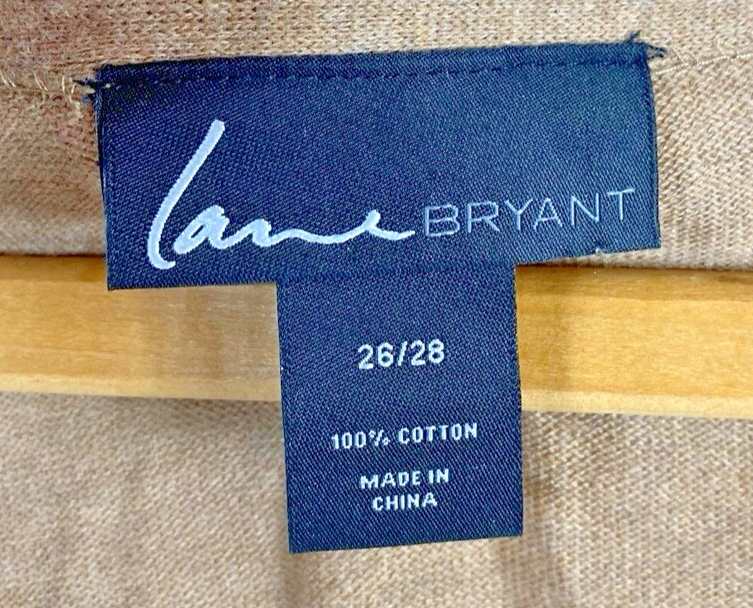 Lane BRYANT
26/28
100% COTTON
MADE IN
CHINA